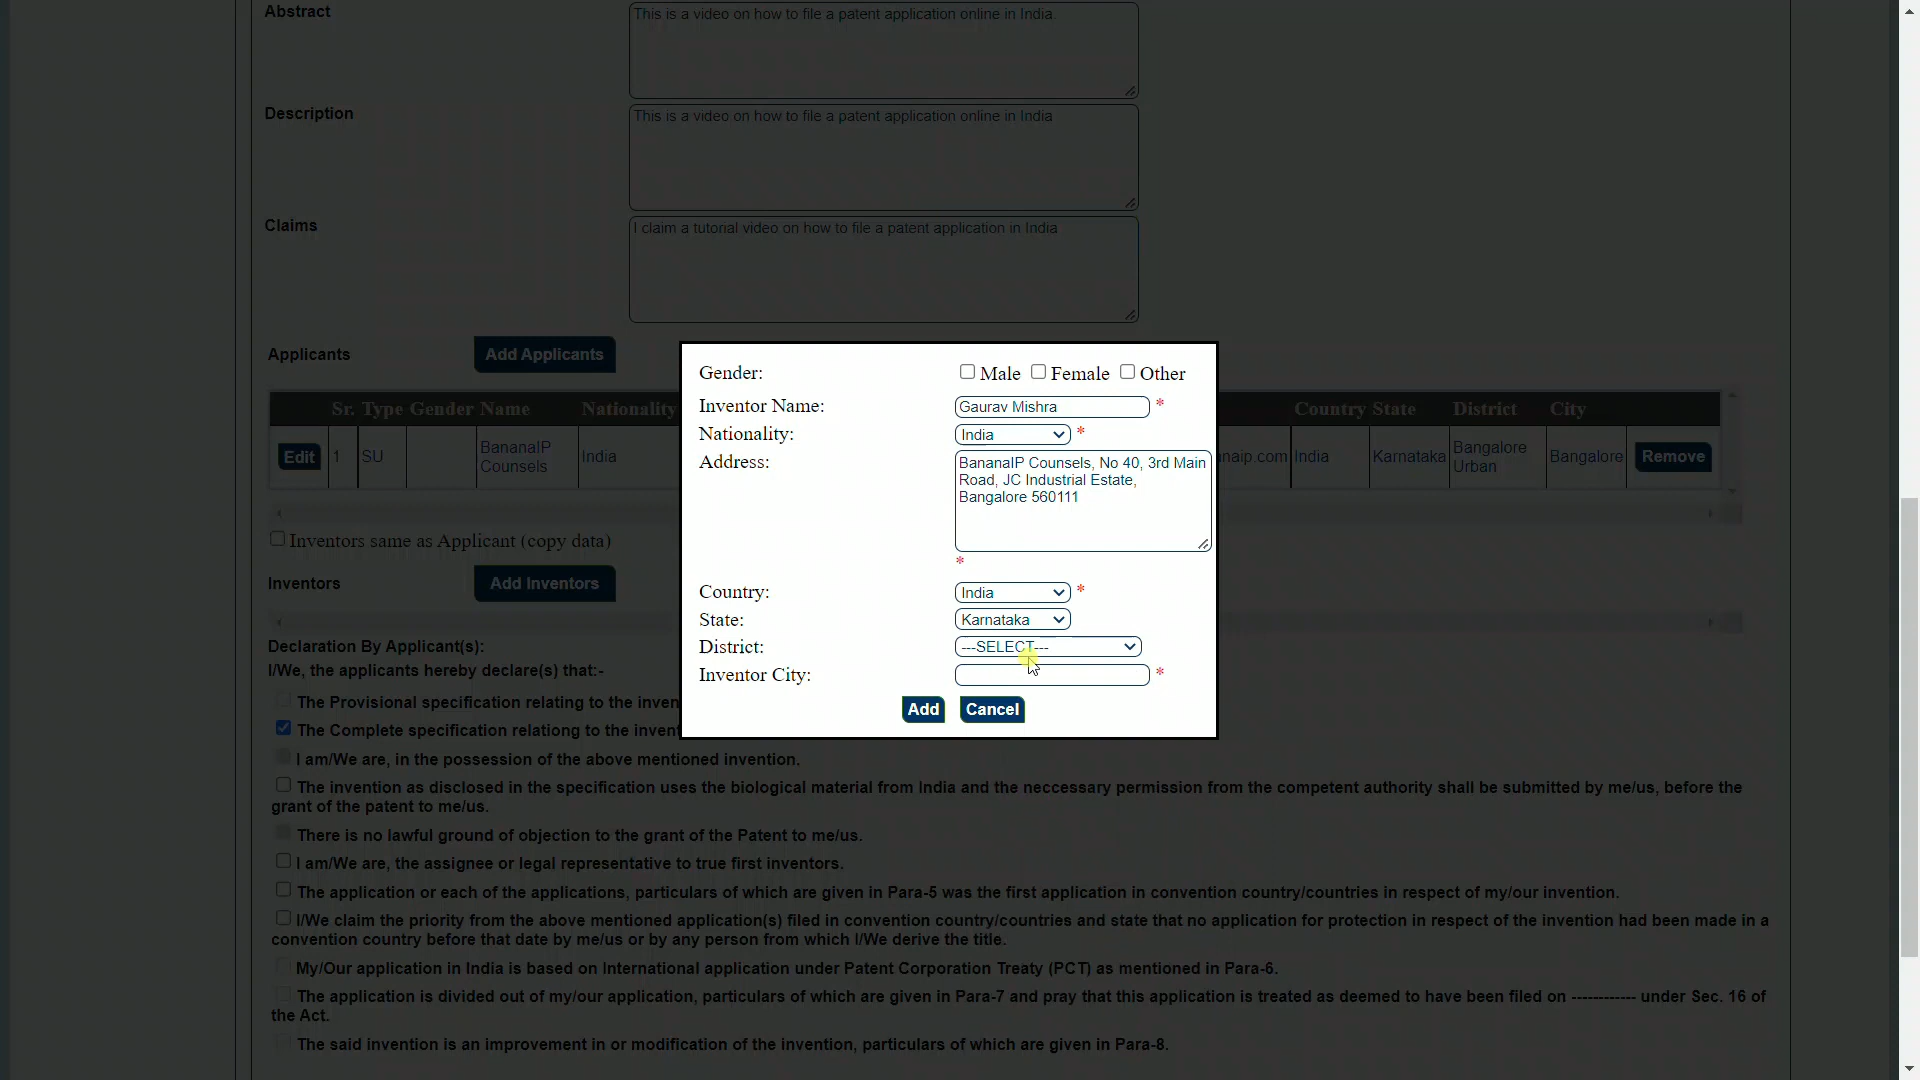 Abstract
This is a video on how to file a patent application online in India.
Description
This is a video on how to file a patent application online in India
Claims
I claim a tutorial video on how to file a patent application in India
Applicants
Add Applicants
Sr. Type Gender Name Nationality Country State District City
Edit 1 SU BananaIP Counsels India naip.com India Karnataka Bangalore Urban Bangalore Remove
Inventors same as Applicant (copy data)
Inventors
Add Inventors
Gender:
Male Female Other
Inventor Name:
Gaurav Mishra *
Nationality:
India *
Address:
BananaIP Counsels, No 40, 3rd Main
Road, JC Industrial Estate,
Bangalore 560111
*
Country:
India *
State:
Karnataka
District:
---SELECT---
Inventor City:
*
Add Cancel
Declaration By Applicant(s):
I/We, the applicants hereby declare(s) that:-
The Provisional specification relating to the inven
The Complete specification relationg to the invent
I am/We are, in the possession of the above mentioned invention.
The invention as disclosed in the specification uses the biological material from India and the neccessary permission from the competent authority shall be submitted by me/us, before the
grant of the patent to me/us.
There is no lawful ground of objection to the grant of the Patent to me/us.
I am/We are, the assignee or legal representative to true first inventors.
The application or each of the applications, particulars of which are given in Para-5 was the first application in convention country/countries in respect of my/our invention.
I/We claim the priority from the above mentioned application(s) filed in convention country/countries and state that no application for protection in respect of the invention had been made in a
convention country before that date by me/us or by any person from which I/We derive the title.
My/Our application in India is based on International application under Patent Corporation Treaty (PCT) as mentioned in Para-6.
The application is divided out of my/our application, particulars of which are given in Para-7 and pray that this application is treated as deemed to have been filed on ------------ under Sec. 16 of
the Act.
The said invention is an improvement in or modification of the invention, particulars of which are given in Para-8.